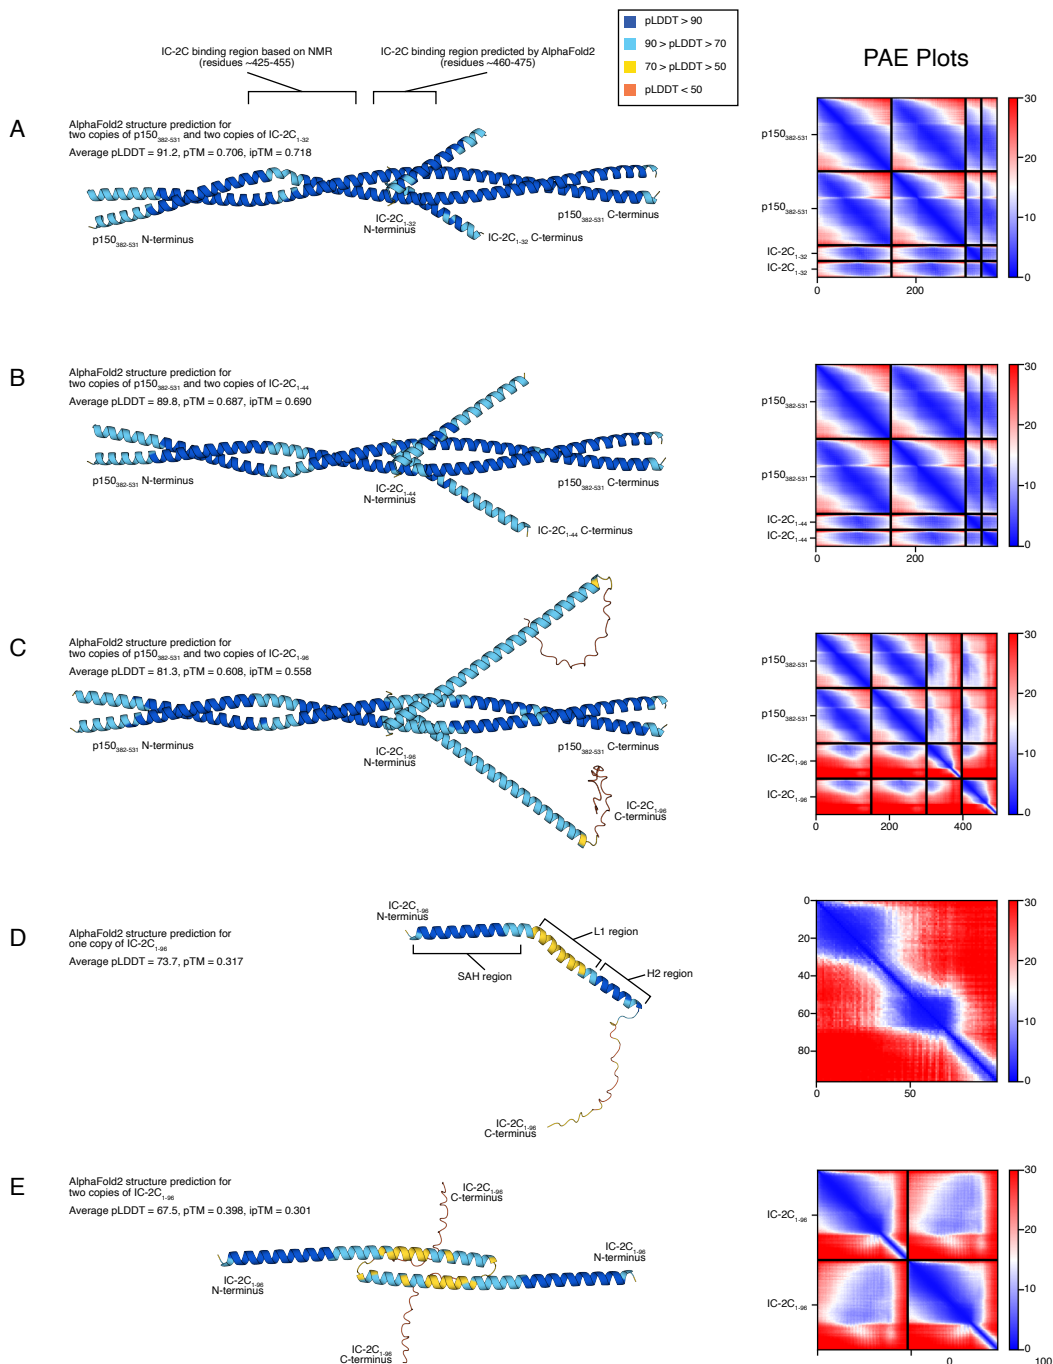 pLDDT > 90
90 > pLDDT > 70
70 > pLDDT > 50
pLDDT < 50
PAE Plots
IC-2C binding region based on NMR
(residues ~425-455)
IC-2C binding region predicted by AlphaFold2
(residues ~460-475)
A
AlphaFold2 structure prediction for
two copies of p150382-531 and two copies of IC-2C1-32
Average pLDDT = 91.2, pTM = 0.706, ipTM = 0.718
p150382-531 N-terminus
IC-2C1-32
N-terminus
IC-2C1-32 C-terminus
p150382-531 C-terminus
p150382-531
p150382-531
IC-2C1-32
IC-2C1-32
0
200
30
20
10
0
B
AlphaFold2 structure prediction for
two copies of p150382-531 and two copies of IC-2C1-44
Average pLDDT = 89.8, pTM = 0.687, ipTM = 0.690
p150382-531 N-terminus
IC-2C1-44
N-terminus
IC-2C1-44 C-terminus
p150382-531 C-terminus
p150382-531
p150382-531
IC-2C1-44
IC-2C1-44
0
200
30
20
10
0
C
AlphaFold2 structure prediction for
two copies of p150382-531 and two copies of IC-2C1-96
Average pLDDT = 81.3, pTM = 0.608, ipTM = 0.558
p150382-531 N-terminus
IC-2C1-96
N-terminus
p150382-531 C-terminus
IC-2C1-96
C-terminus
p150382-531
p150382-531
IC-2C1-96
IC-2C1-96
0
200
400
30
20
10
0
D
AlphaFold2 structure prediction for
one copy of IC-2C1-96
Average pLDDT = 73.7, pTM = 0.317
IC-2C1-96
N-terminus
SAH region
L1 region
H2 region
IC-2C1-96
C-terminus
0
20
40
60
80
0
50
30
20
10
0
E
AlphaFold2 structure prediction for
two copies of IC-2C1-96
Average pLDDT = 67.5, pTM = 0.398, ipTM = 0.301
IC-2C1-96
C-terminus
IC-2C1-96
N-terminus
IC-2C1-96
N-terminus
IC-2C1-96
C-terminus
IC-2C1-96
IC-2C1-96
30
20
10
0
0
100